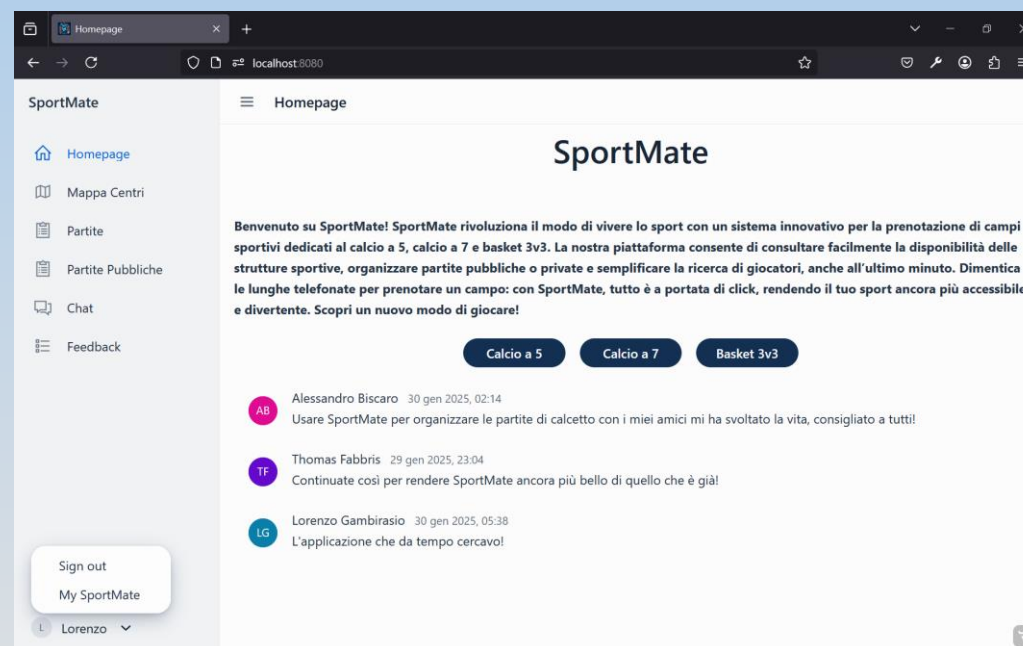 Homepage
localhost:8080
SportMate
Homepage
Homepage
Mappa Centri
Partite
Partite Pubbliche
Chat
Feedback
Sign out
My SportMate
L Lorenzo
SportMate
Benvenuto su SportMate! SportMate rivoluziona il modo di vivere lo sport con un sistema innovativo per la prenotazione di campi
sportivi dedicati al calcio a 5, calcio a 7 e basket 3v3. La nostra piattaforma consente di consultare facilmente la disponibilità delle
strutture sportive, organizzare partite pubbliche o private e semplificare la ricerca di giocatori, anche all'ultimo minuto. Dimentica
le lunghe telefonate per prenotare un campo: con SportMate, tutto è a portata di click, rendendo il tuo sport ancora più accessibile
e divertente. Scopri un nuovo modo di giocare!
Calcio a 5 Calcio a 7 Basket 3v3
AB Alessandro Biscaro 30 gen 2025, 02:14
Usare SportMate per organizzare le partite di calcetto con i miei amici mi ha svoltato la vita, consigliato a tutti!
TF Thomas Fabbris 29 gen 2025, 23:04
Continuate così per rendere SportMate ancora più bello di quello che è già!
LG Lorenzo Gambirasio 30 gen 2025, 05:38
L'applicazione che da tempo cercavo!